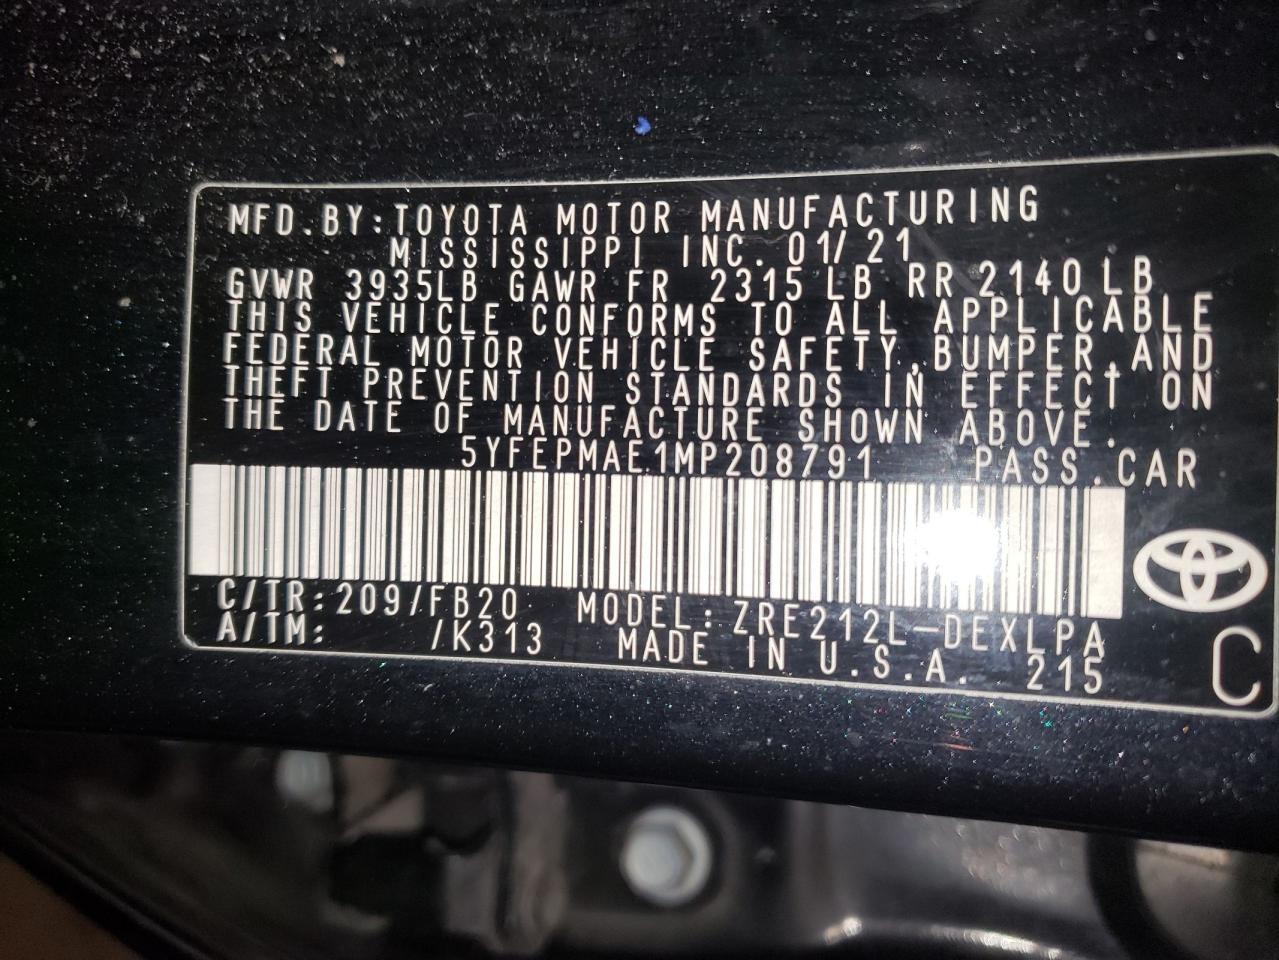 MFD.BY:TOYOTA MOTOR MANUFACTURING
MISSISSIPPI INC. 01/21
GVWR 3935LB GAWR FR 2315 LB RR 2140 LB
THIS VEHICLE CONFORMS TO ALL APPLICABLE
FEDERAL MOTOR VEHICLE SAFETY,BUMPER,AND
THEFT PREVENTION STANDARDS IN EFFECT ON
THE DATE OF MANUFACTURE SHOWN ABOVE.
5YFEPMAE1MP208791 PASS.CAR
C/TR:209/FB20 MODEL:ZRE212L-DEXLPA
A/TM: /K313 MADE IN U.S.A. 215
C